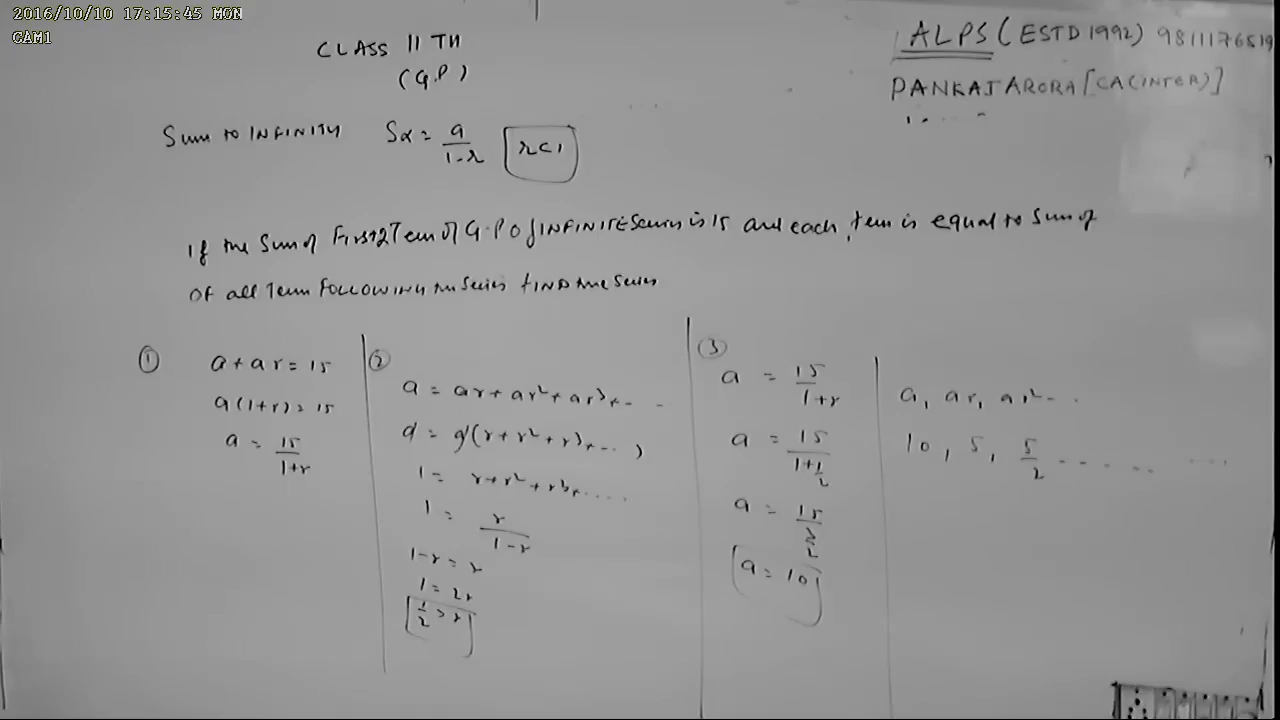 2016/10/10 17:15:45 MON
CAM1
CLASS 11 TH
(G.P)
ALPS (ESTD 1992) 9811176519
PANKAJ ARORA [CA(INTER)]
Sum to INFINITY Sα = a/1-r r<1
If the Sum of First 2 Term of G.P Of INFINITE Series is 15 and each term is equal to Sum of
Of all Term FOLLOWING the Series FIND the Series
①
a + ar = 15
a(1+r) = 15
a = 15/1+r
②
a = ar + ar² + ar³ + - - -
a = a(r + r² + r³ + - - - )
1 = r + r² + r³ + . . . .
1 = r/1-r
1-r = r
1 = 2r
1/2 = r
③
a = 15/1+r
a = 15/1+1/2
a = 15/3/2
a = 10
a, ar, ar² - - .
10, 5, 5/2 - - - - -